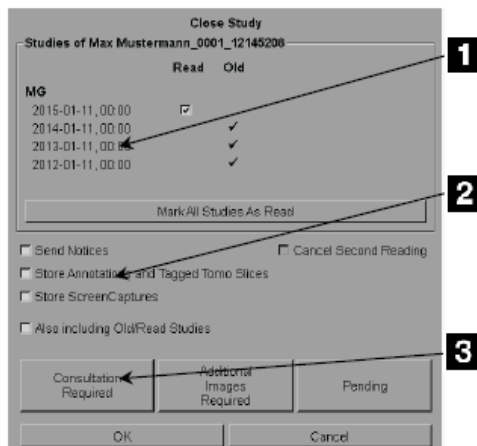 Close Study
Studies of Max Mustermann_0001_12145208
Read Old
1
MG
2015-01-11, 00:00
2014-01-11, 00:00
2013-01-11, 00:00
2012-01-11, 00:00
Mark All Studies As Read
2
Send Notices Cancel Second Reading
Store Annotations and Tagged Tomo Slices
Store ScreenCaptures
Also including Old/Read Studies
3
Consultation Required
Additional Images Required
Pending
OK Cancel